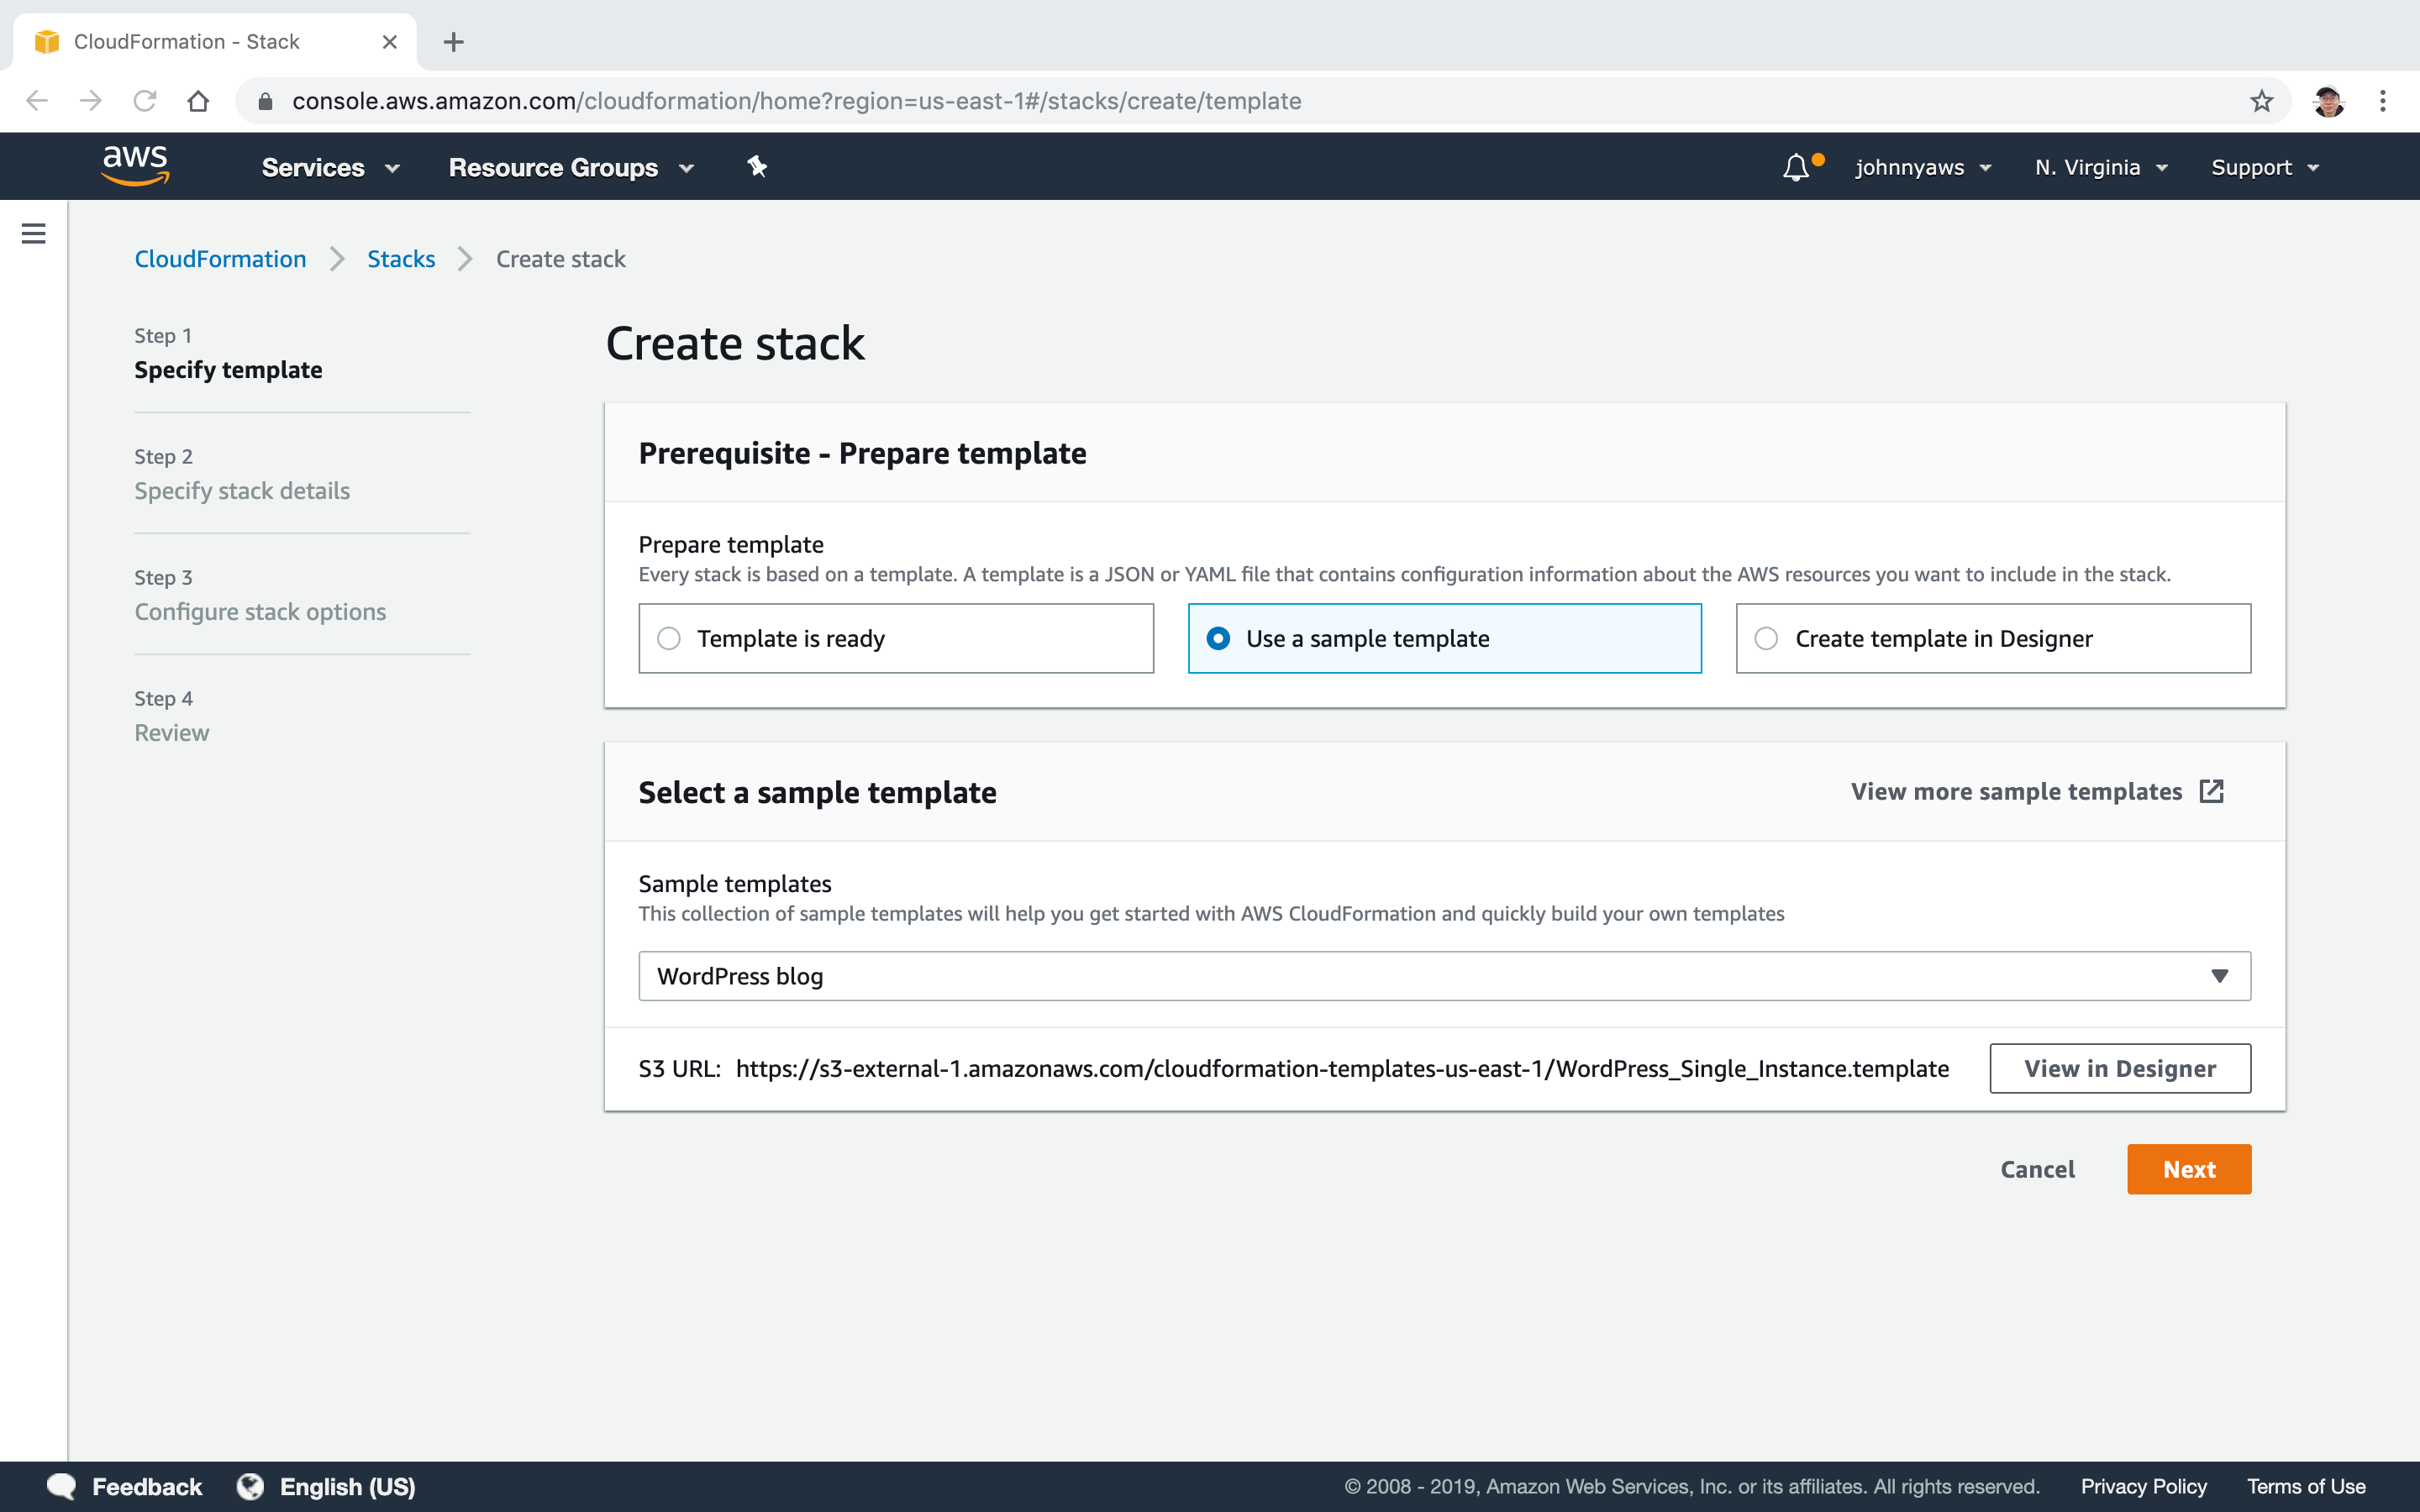 CloudFormation - Stack
console.aws.amazon.com/cloudformation/home?region=us-east-1#/stacks/create/template
aws Services Resource Groups johnnyaws N. Virginia Support
CloudFormation Stacks Create stack
Step 1
Specify template
Step 2
Specify stack details
Step 3
Configure stack options
Step 4
Review
Create stack
Prerequisite - Prepare template
Prepare template
Every stack is based on a template. A template is a JSON or YAML file that contains configuration information about the AWS resources you want to include in the stack.
Template is ready Use a sample template Create template in Designer
Select a sample template View more sample templates
Sample templates
This collection of sample templates will help you get started with AWS CloudFormation and quickly build your own templates
WordPress blog
S3 URL: https://s3-external-1.amazonaws.com/cloudformation-templates-us-east-1/WordPress_Single_Instance.template View in Designer
Cancel Next
Feedback English (US) © 2008 - 2019, Amazon Web Services, Inc. or its affiliates. All rights reserved. Privacy Policy Terms of Use